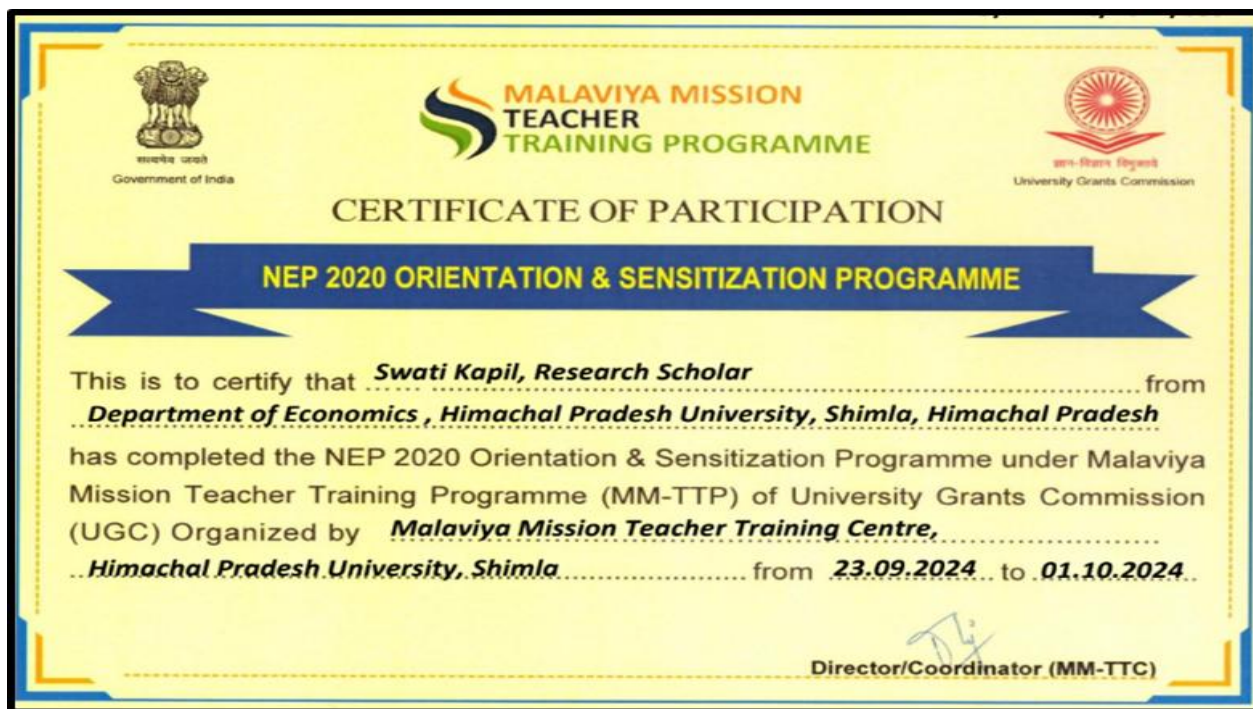 सत्यमेव जयते
Government of India
MALAVIYA MISSION
TEACHER
TRAINING PROGRAMME
ज्ञान-विज्ञान विमुक्तये
University Grants Commission
CERTIFICATE OF PARTICIPATION
NEP 2020 ORIENTATION & SENSITIZATION PROGRAMME
This is to certify that Swati Kapil, Research Scholar from
Department of Economics , Himachal Pradesh University, Shimla, Himachal Pradesh
has completed the NEP 2020 Orientation & Sensitization Programme under Malaviya
Mission Teacher Training Programme (MM-TTP) of University Grants Commission
(UGC) Organized by Malaviya Mission Teacher Training Centre,
Himachal Pradesh University, Shimla from 23.09.2024 to 01.10.2024
Director/Coordinator (MM-TTC)